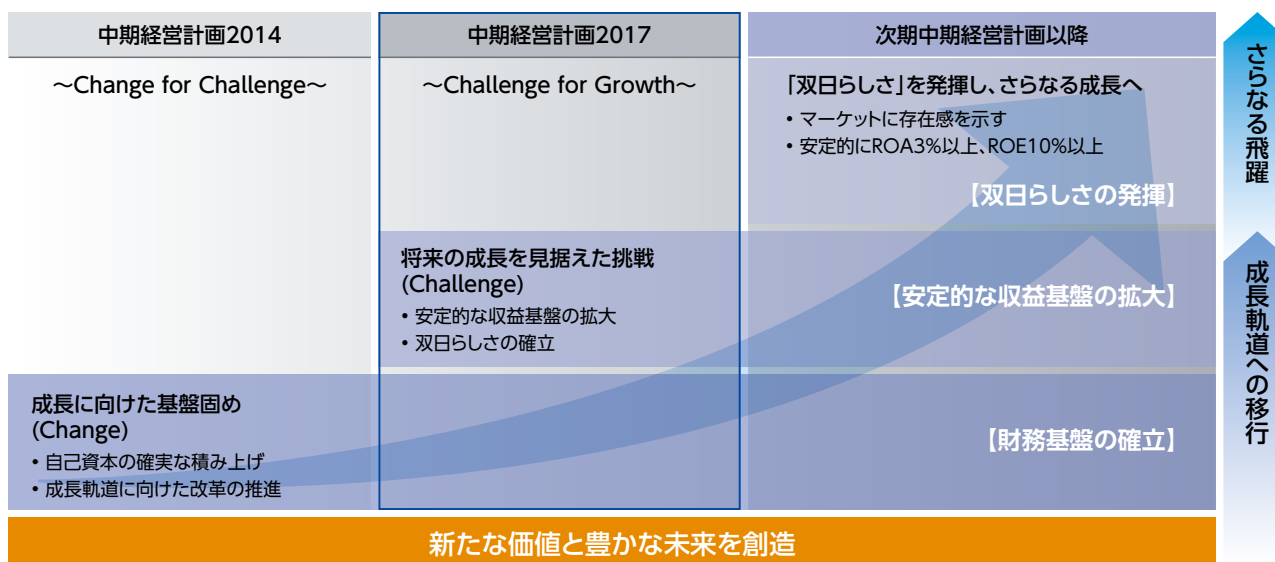 中期経営計画2014
~Change for Challenge~
成長に向けた基盤固め
(Change)
• 自己資本の確実な積み上げ
• 成長軌道に向けた改革の推進
中期経営計画2017
~Challenge for Growth~
将来の成長を見据えた挑戦
(Challenge)
• 安定的な収益基盤の拡大
• 双日らしさの確立
次期中期経営計画以降
「双日らしさ」を発揮し、さらなる成長へ
• マーケットに存在感を示す
• 安定的にROA3%以上、ROE10%以上
【双日らしさの発揮】
【安定的な収益基盤の拡大】
【財務基盤の確立】
さらなる飛躍
成長軌道への移行
新たな価値と豊かな未来を創造